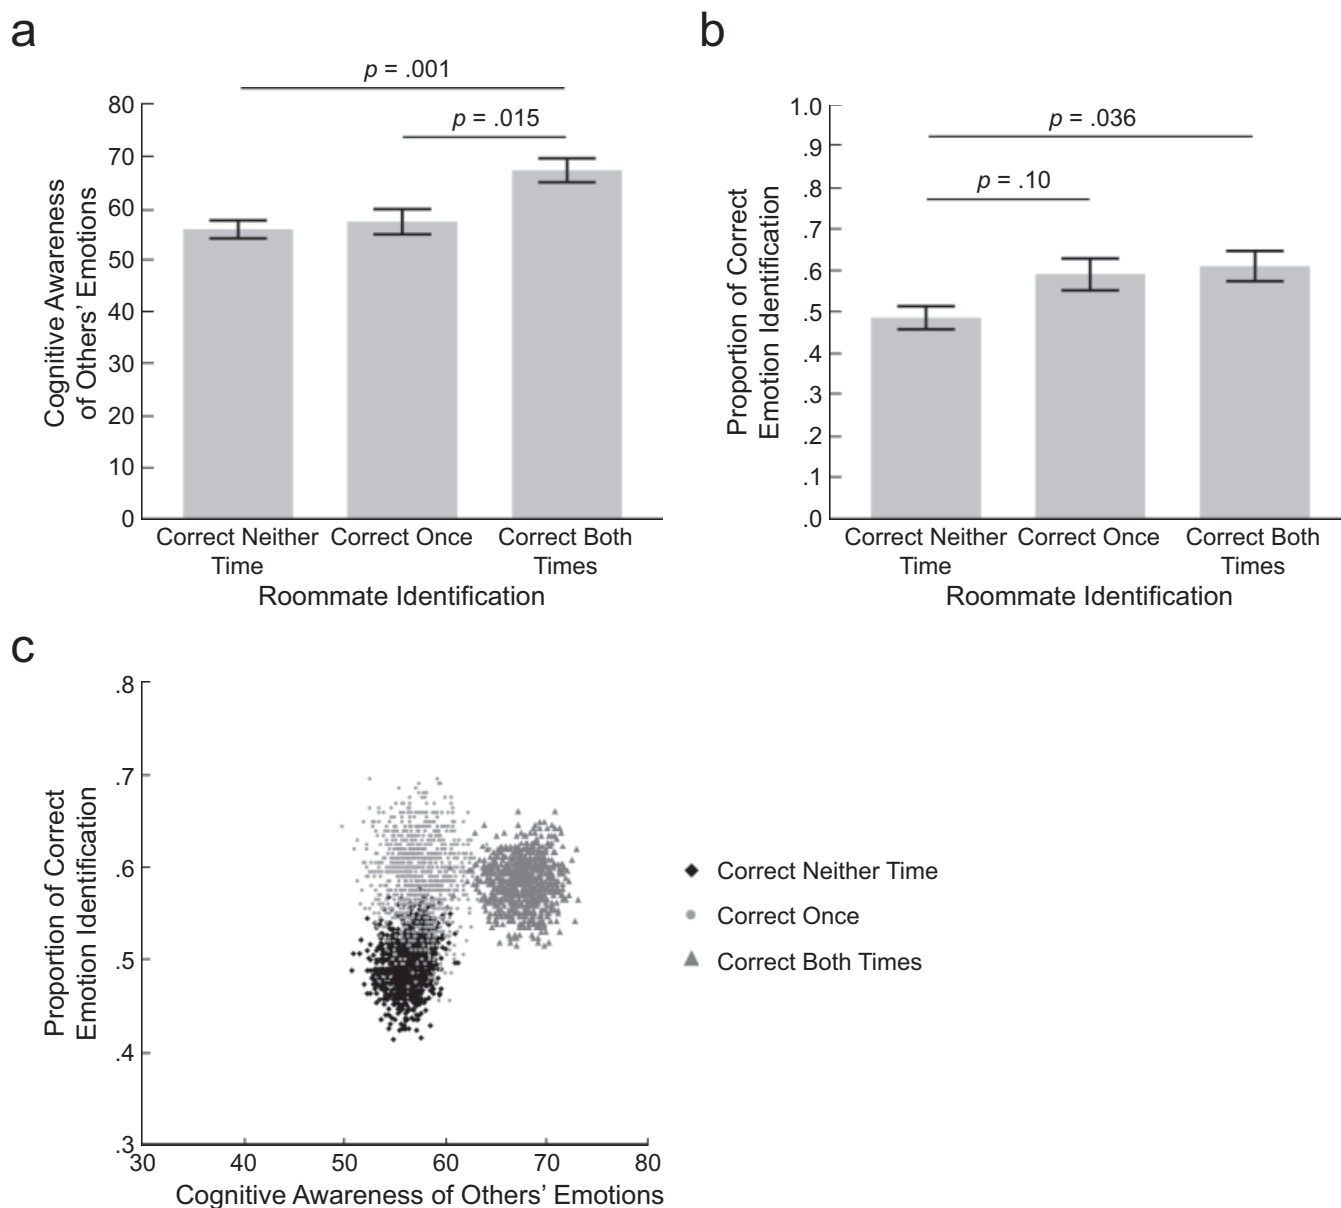 a
p = .001
p = .015
80
70
60
50
40
30
20
10
0
Cognitive Awareness
of Others’ Emotions
Correct Neither
Time
Correct Once
Correct Both
Times
Roommate Identification
b
p = .036
p = .10
1.0
.9
.8
.7
.6
.5
.4
.3
.2
.1
.0
Proportion of Correct
Emotion Identification
Correct Neither
Time
Correct Once
Correct Both
Times
Roommate Identification
c
.8
.7
.6
.5
.4
.3
Proportion of Correct
Emotion Identification
30 40 50 60 70 80
Cognitive Awareness of Others’ Emotions
Correct Neither Time
Correct Once
Correct Both Times